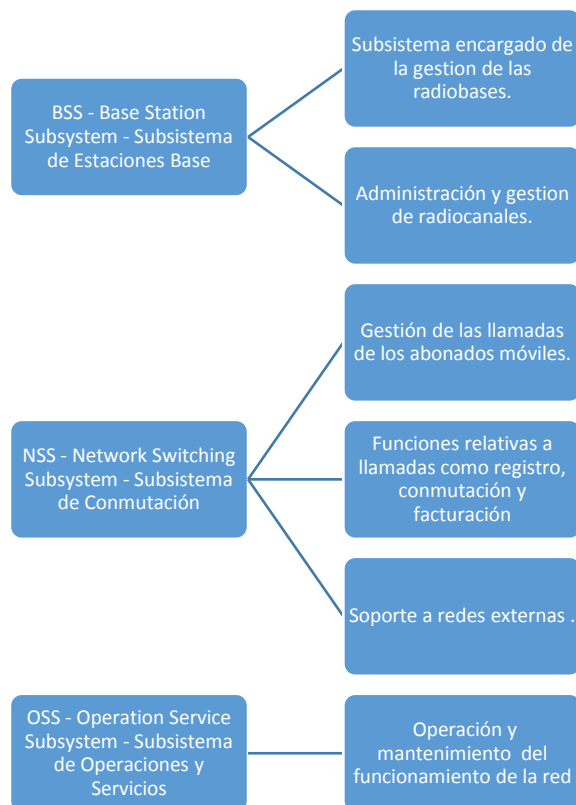 BSS - Base Station
Subsystem - Subsistema
de Estaciones Base
Subsistema encargado de
la gestion de las
radiobases.
Administración y gestion
de radiocanales.
NSS - Network Switching
Subsystem - Subsistema
de Conmutación
Gestión de las llamadas
de los abonados móviles.
Funciones relativas a
llamadas como registro,
conmutación y
facturación
Soporte a redes externas .
OSS - Operation Service
Subsystem - Subsistema
de Operaciones y
Servicios
Operación y
mantenimiento del
funcionamiento de la red